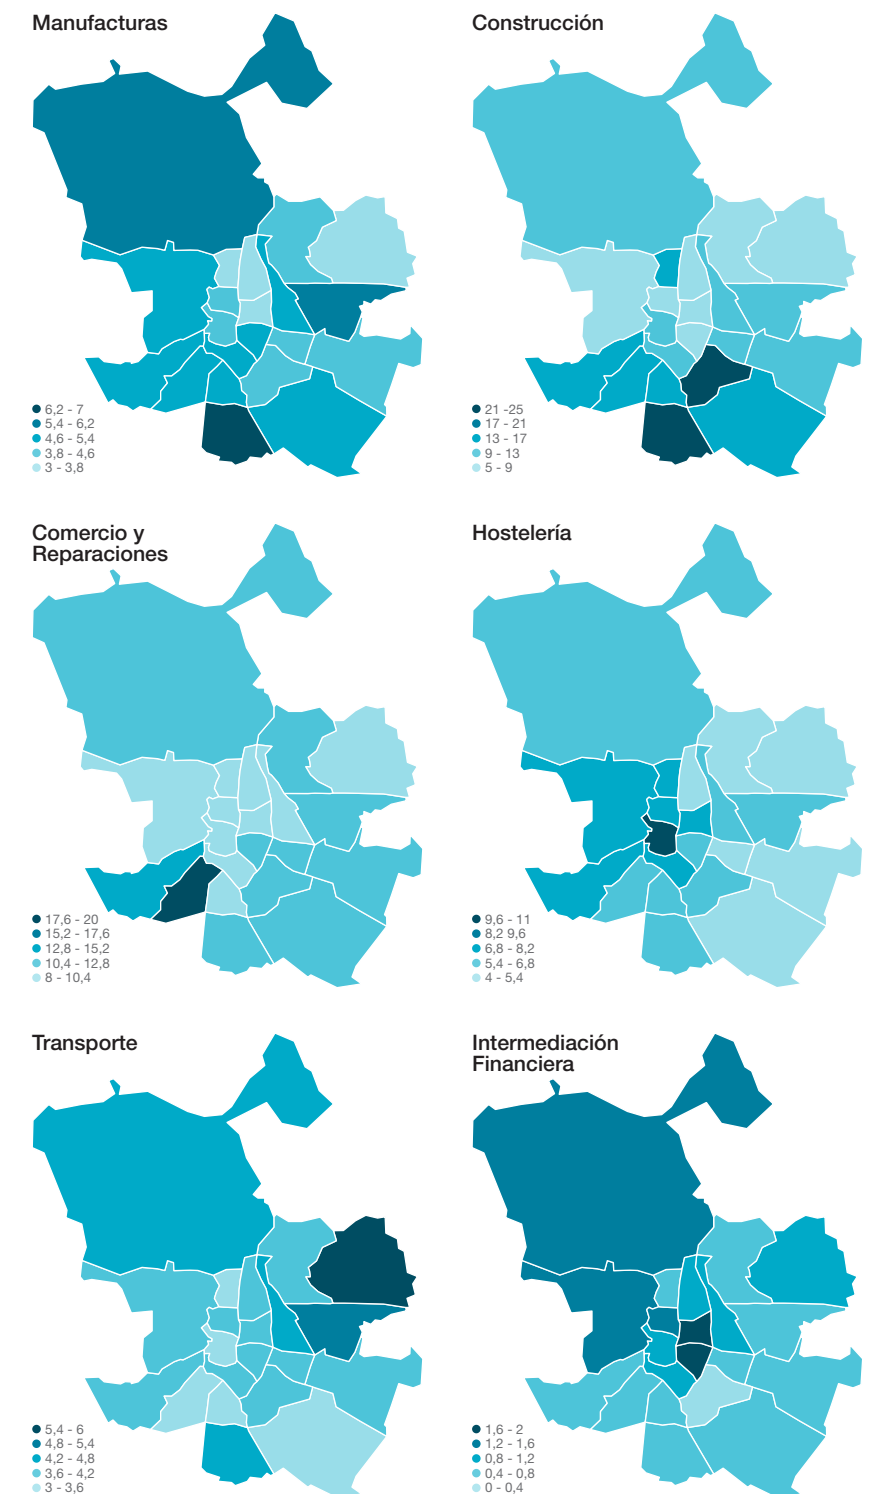 Manufacturas
6,2 - 7
5,4 - 6,2
4,6 - 5,4
3,8 - 4,6
3 - 3,8
Construcción
21 -25
17 - 21
13 - 17
9 - 13
5 - 9
Comercio y
Reparaciones
17,6 - 20
15,2 - 17,6
12,8 - 15,2
10,4 - 12,8
8 - 10,4
Hostelería
9,6 - 11
8,2 9,6
6,8 - 8,2
5,4 - 6,8
4 - 5,4
Transporte
5,4 - 6
4,8 - 5,4
4,2 - 4,8
3,6 - 4,2
3 - 3,6
Intermediación
Financiera
1,6 - 2
1,2 - 1,6
0,8 - 1,2
0,4 - 0,8
0 - 0,4